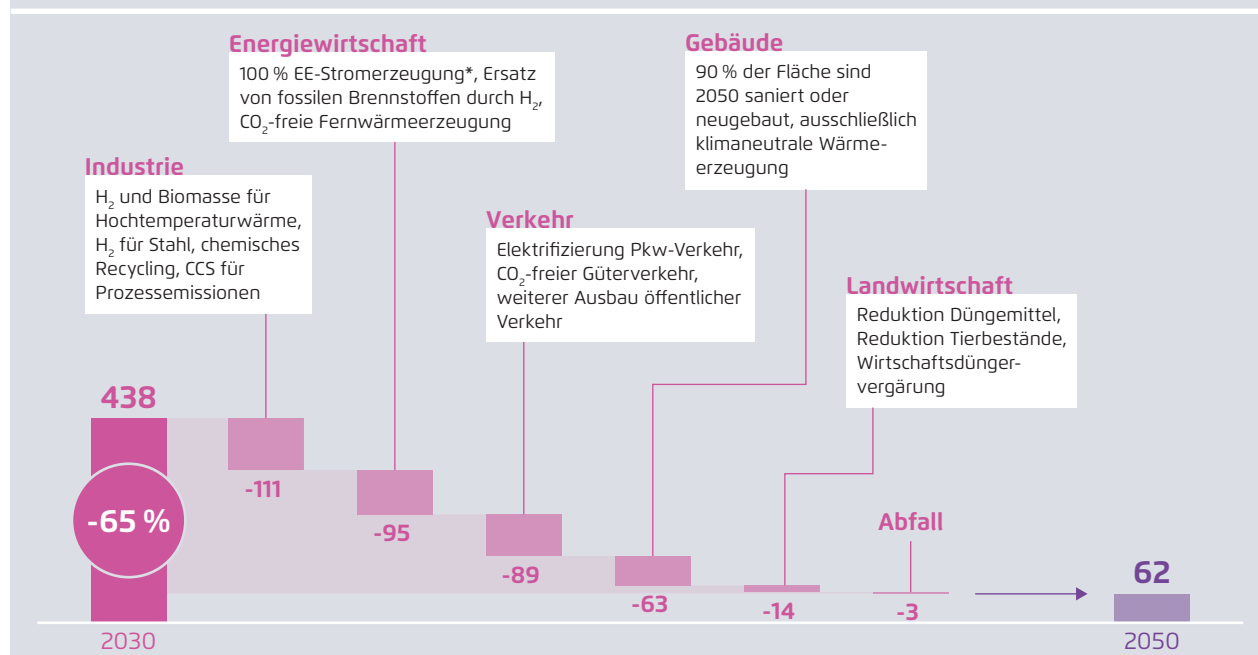 Energiewirtschaft
100 % EE-Stromerzeugung*, Ersatz
von fossilen Brennstoffen durch H₂,
CO₂-freie Fernwärmeerzeugung
Gebäude
90 % der Fläche sind
2050 saniert oder
neugebaut, ausschließlich
klimaneutrale Wärme-
erzeugung
Industrie
H₂ und Biomasse für
Hochtemperaturwärme,
H₂ für Stahl, chemisches
Recycling, CCS für
Prozessemissionen
Verkehr
Elektrifizierung Pkw-Verkehr,
CO₂-freier Güterverkehr,
weiterer Ausbau öffentlicher
Verkehr
Landwirtschaft
Reduktion Düngemittel,
Reduktion Tierbestände,
Wirtschaftsdünger-
vergärung
438
-65 %
-111
-95
-89
-63
-14
Abfall
-3
62
2030
2050